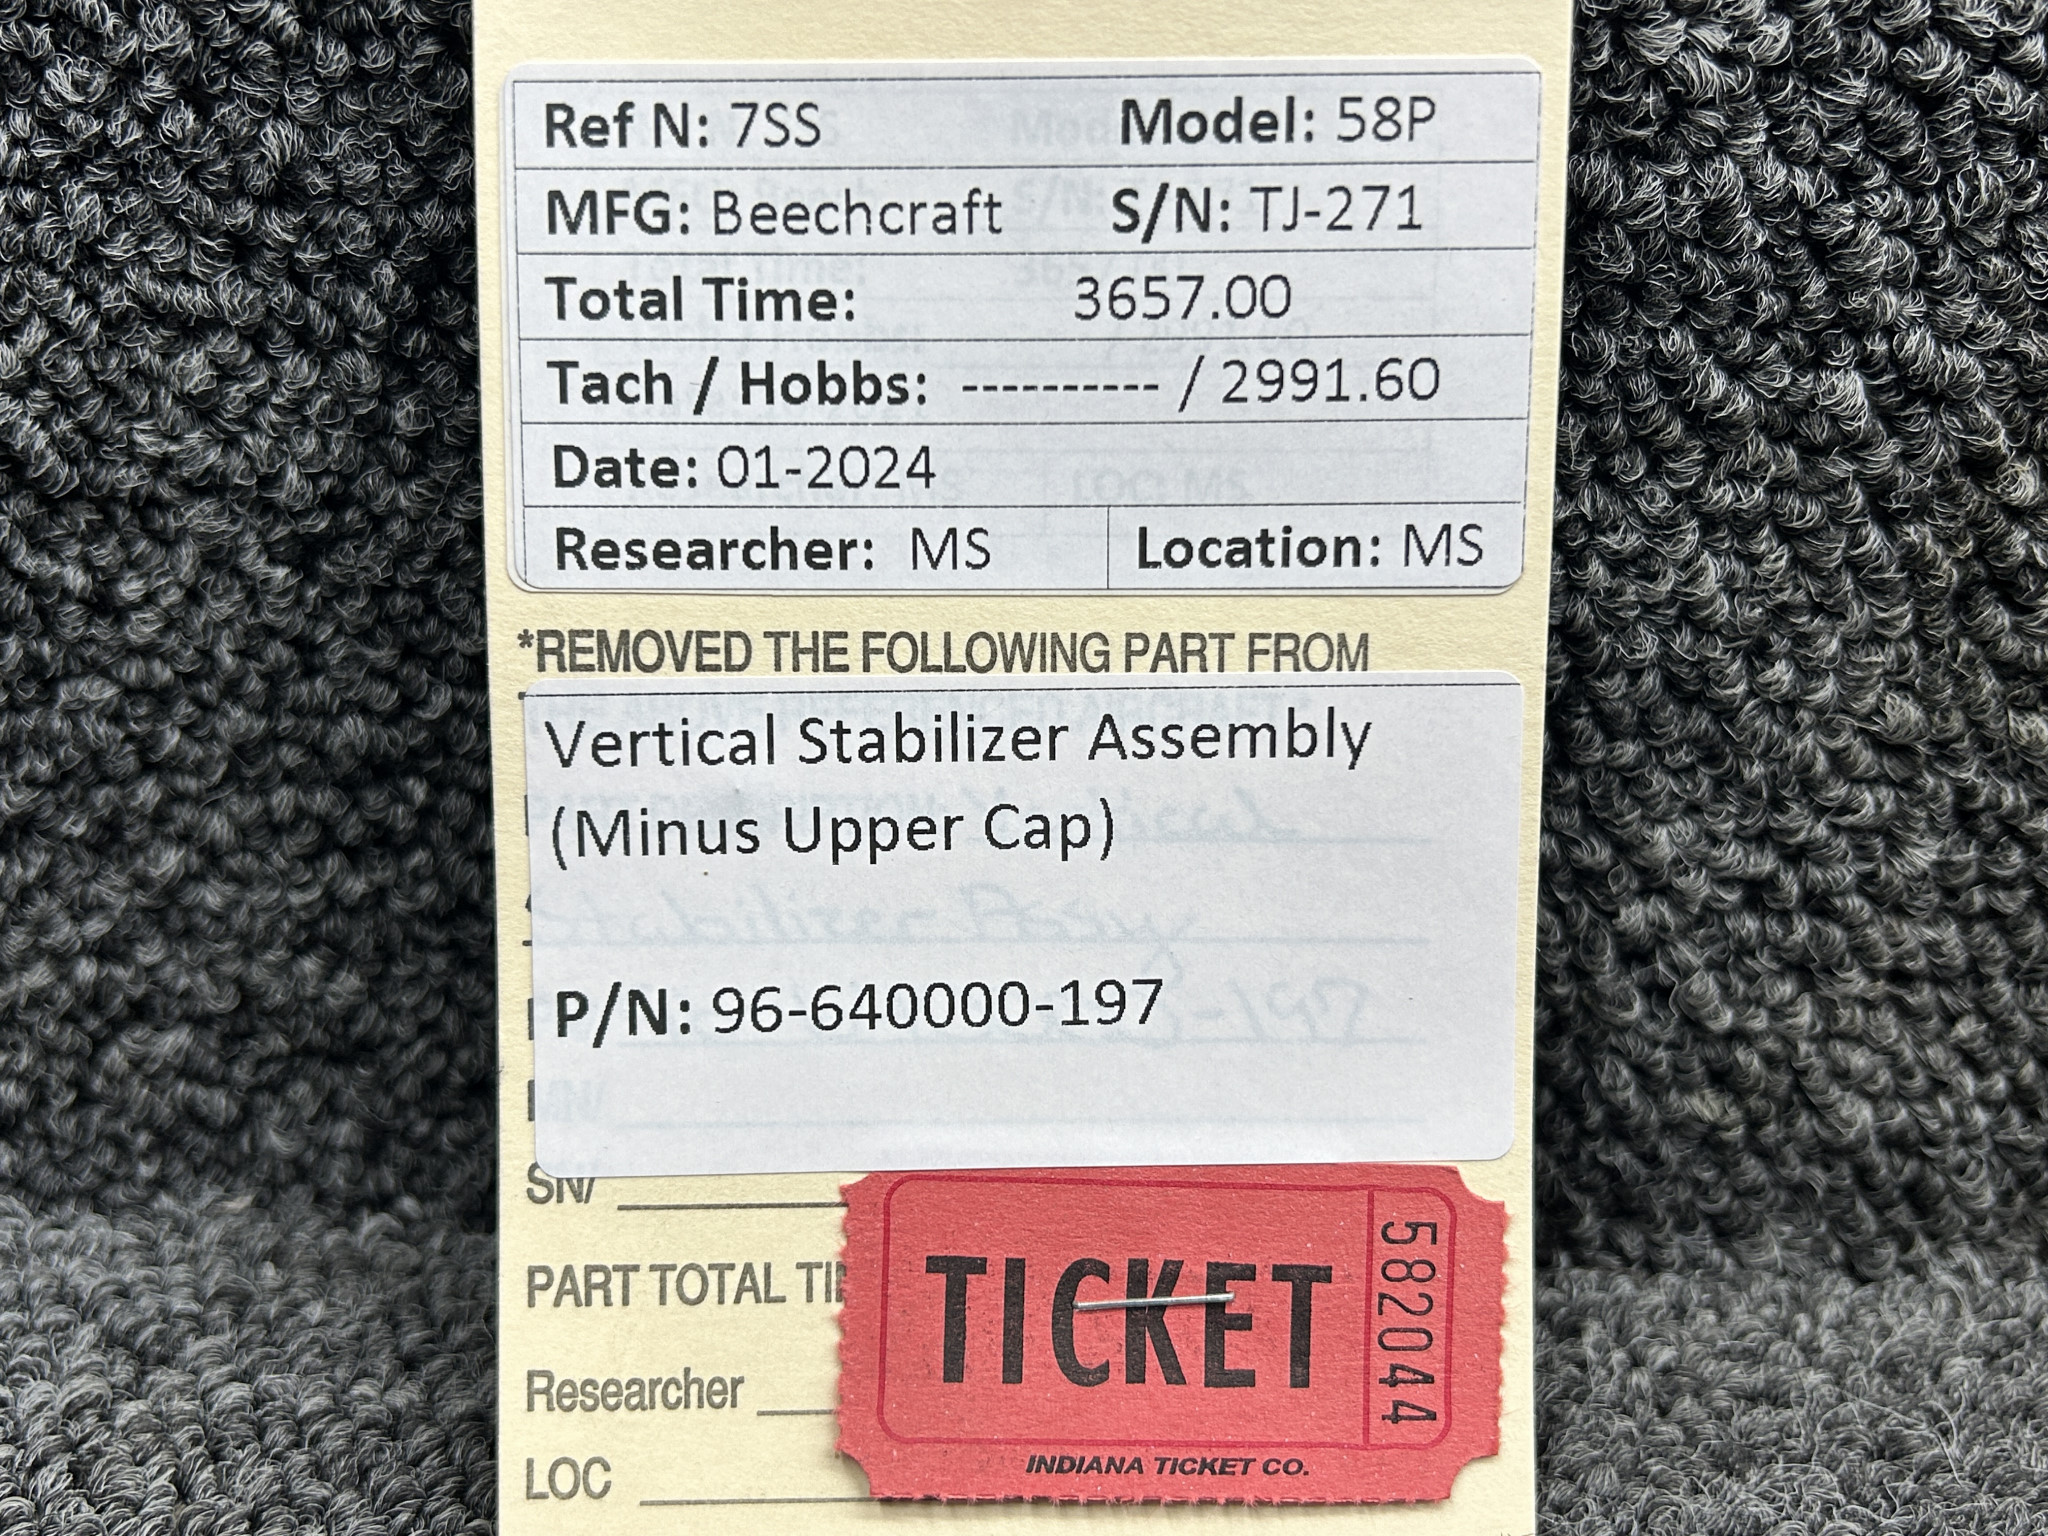 Ref N: 7SS Model: 58P
MFG: Beechcraft S/N: TJ-271
Total Time: 3657.00
Tach / Hobbs: ---------- / 2991.60
Date: 01-2024
Researcher: MS Location: MS
*REMOVED THE FOLLOWING PART FROM
Vertical Stabilizer Assembly
(Minus Upper Cap)
P/N: 96-640000-197
SN/
PART TOTAL
Researcher
LOC
TICKET
582044
INDIANA TICKET CO.